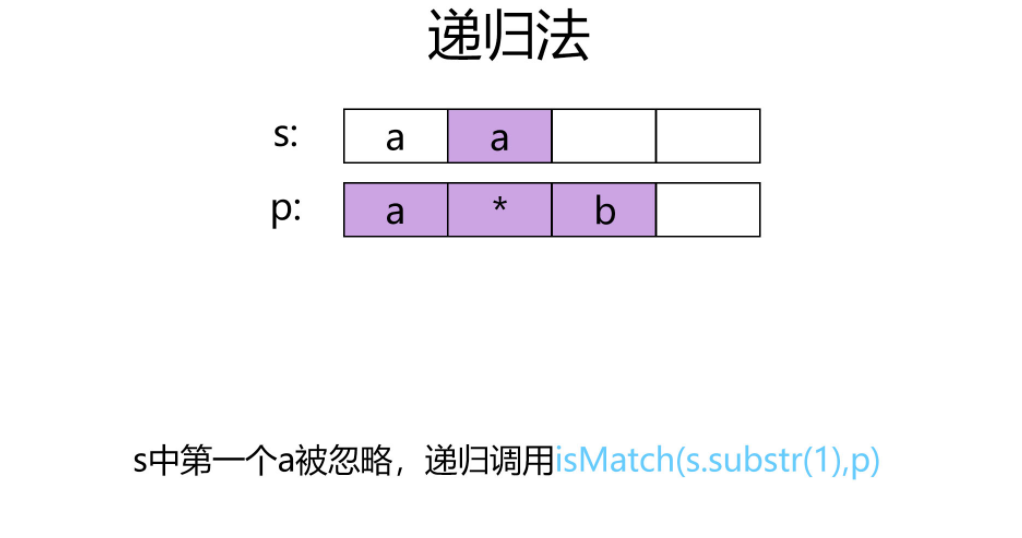 递归法
s: a a
p: a * b
s中第一个a被忽略，递归调用isMatch(s.substr(1),p)